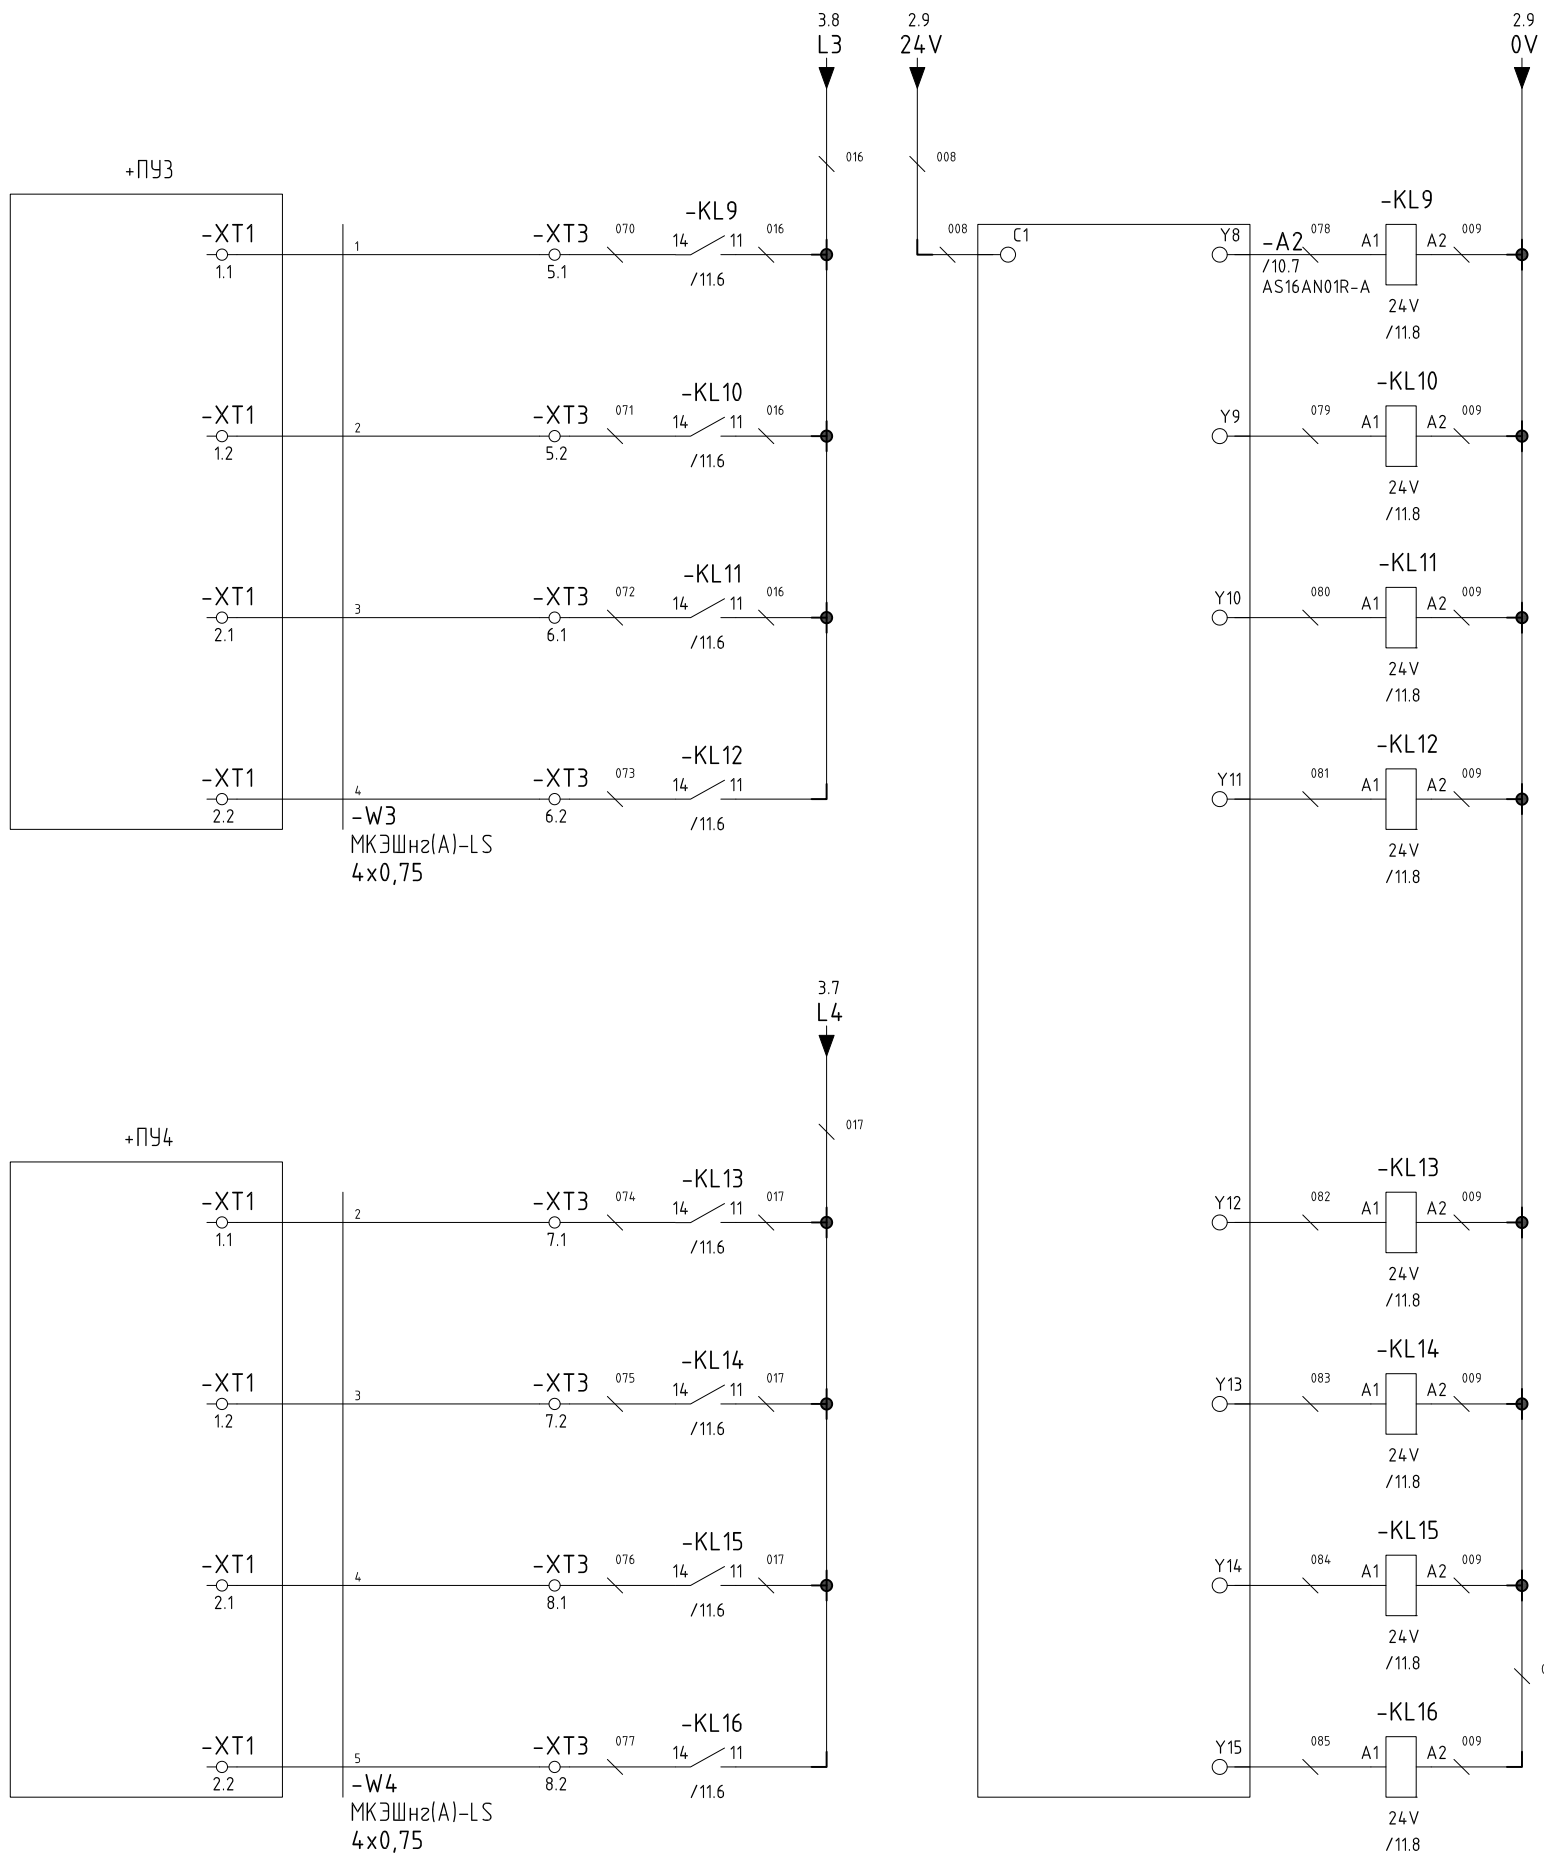 3.8
L3
2.9
24V
2.9
0V
016
008
+ПУ3
-XT1
1.1
1
-XT3
5.1
070
-KL9
14
11
016
/11.6
-XT1
1.2
2
-XT3
5.2
071
-KL10
14
11
016
/11.6
-XT1
2.1
3
-XT3
6.1
072
-KL11
14
11
016
/11.6
-XT1
2.2
4
-XT3
6.2
073
-KL12
14
11
/11.6
-W3
МКЭШнг(А)-LS
4x0,75
008
C1
-A2
/10.7
AS16AN01R-A
Y8
078
-KL9
A1
A2
009
24V
/11.8
Y9
079
-KL10
A1
A2
009
24V
/11.8
Y10
080
-KL11
A1
A2
009
24V
/11.8
Y11
081
-KL12
A1
A2
009
24V
/11.8
3.7
L4
017
+ПУ4
-XT1
1.1
2
-XT3
7.1
074
-KL13
14
11
017
/11.6
-XT1
1.2
3
-XT3
7.2
075
-KL14
14
11
017
/11.6
-XT1
2.1
4
-XT3
8.1
076
-KL15
14
11
017
/11.6
-XT1
2.2
5
-XT3
8.2
077
-KL16
14
11
/11.6
-W4
МКЭШнг(А)-LS
4x0,75
Y12
082
-KL13
A1
A2
009
24V
/11.8
Y13
083
-KL14
A1
A2
009
24V
/11.8
Y14
084
-KL15
A1
A2
009
24V
/11.8
Y15
085
-KL16
A1
A2
009
24V
/11.8